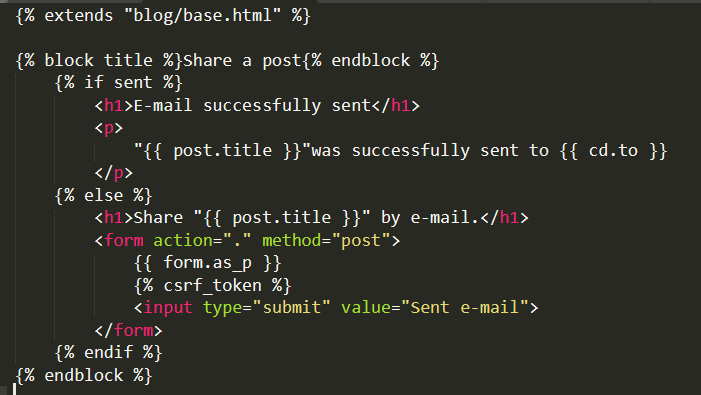 {% extends "blog/base.html" %}
{% block title %}Share a post{% endblock %}
{% if sent %}
<h1>E-mail successfully sent</h1>
<p>
"{{ post.title }}"was successfully sent to {{ cd.to }}
</p>
{% else %}
<h1>Share "{{ post.title }}" by e-mail.</h1>
<form action="." method="post">
{{ form.as_p }}
{% csrf_token %}
<input type="submit" value="Sent e-mail">
</form>
{% endif %}
{% endblock %}